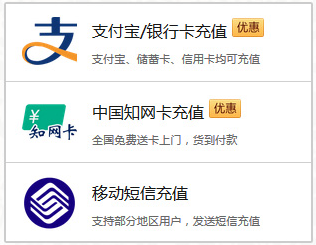 支
支付宝/银行卡充值 优惠
支付宝、储蓄卡、信用卡均可充值
¥
知网卡
中国知网卡充值 优惠
全国免费送卡上门，货到付款
移动短信充值
支持部分地区用户，发送短信充值